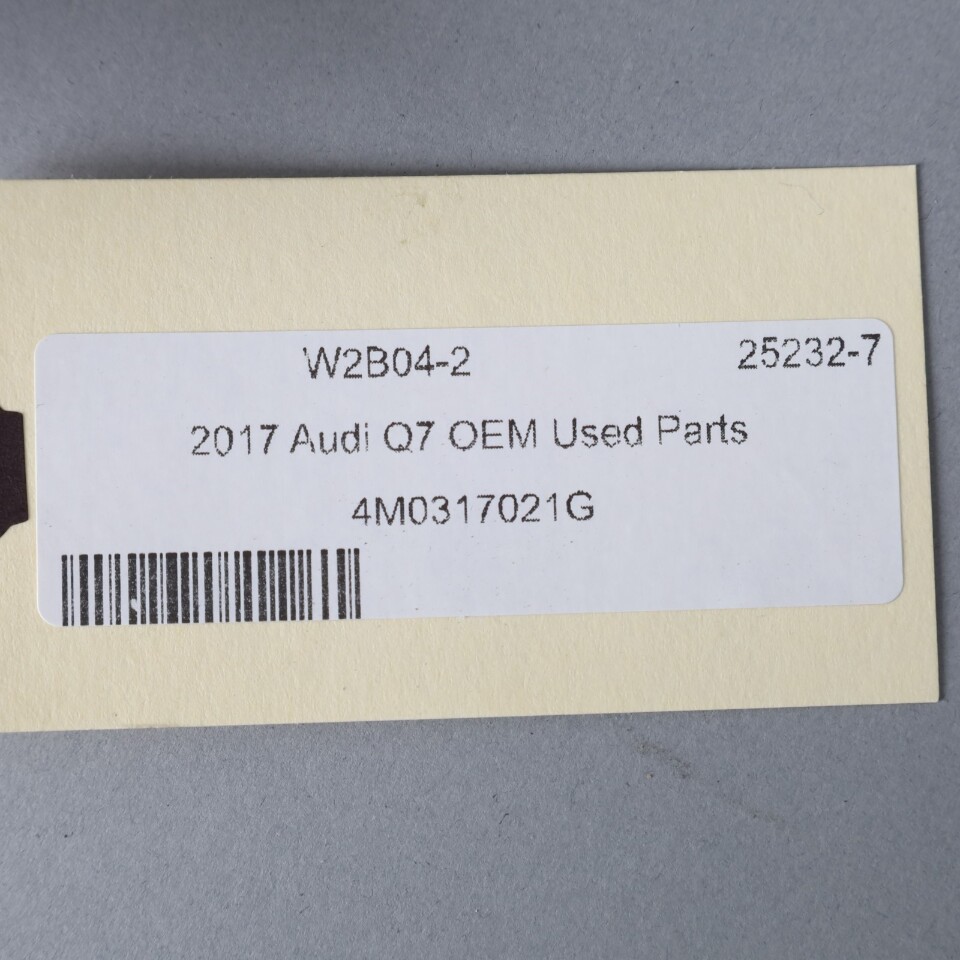 W2B04-2 25232-7
2017 Audi Q7 OEM Used Parts
4M0317021G